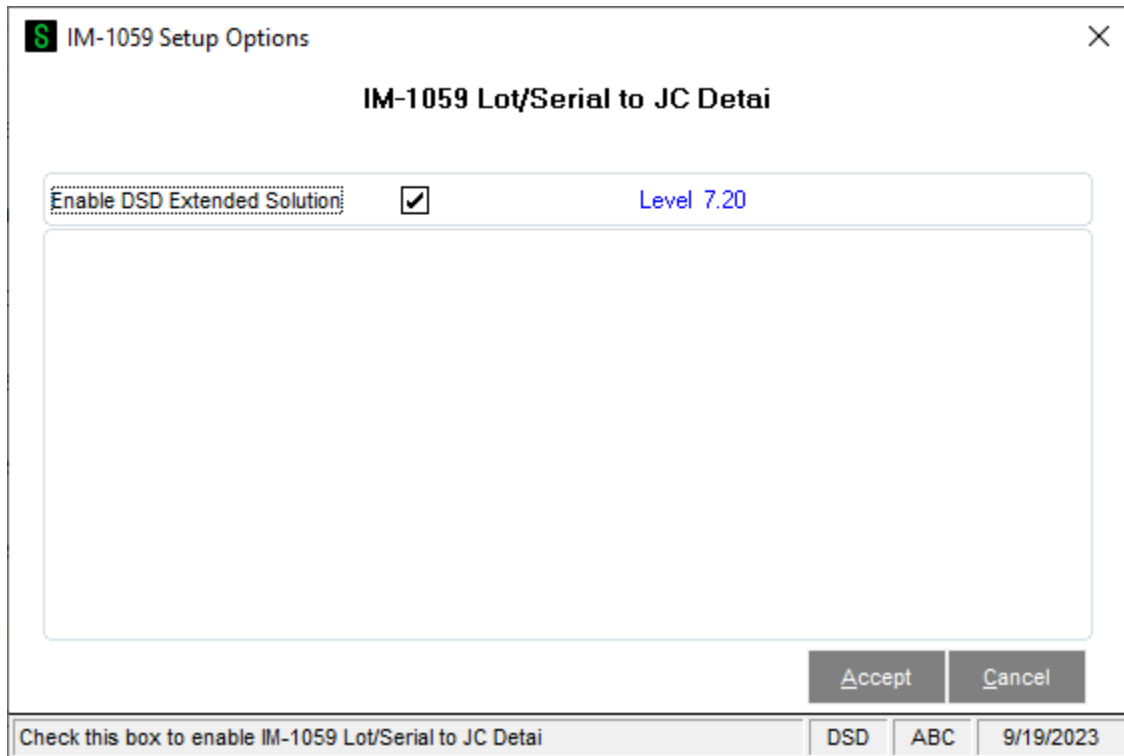 S IM-1059 Setup Options
IM-1059 Lot/Serial to JC Detai
Enable DSD Extended Solution Level 7.20
Accept Cancel
Check this box to enable IM-1059 Lot/Serial to JC Detai DSD ABC 9/19/2023